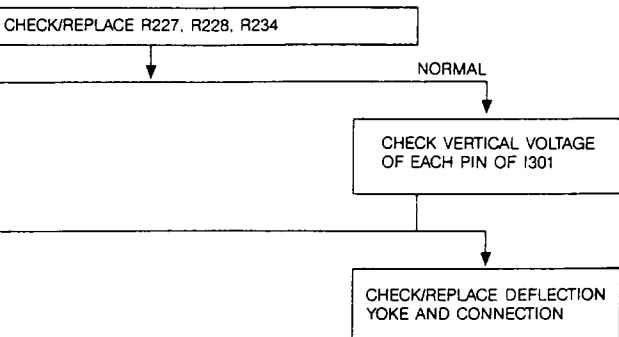 CHECK/REPLACE R227, R228, R234
NORMAL
CHECK VERTICAL VOLTAGE
OF EACH PIN OF I301
CHECK/REPLACE DEFLECTION
YOKE AND CONNECTION